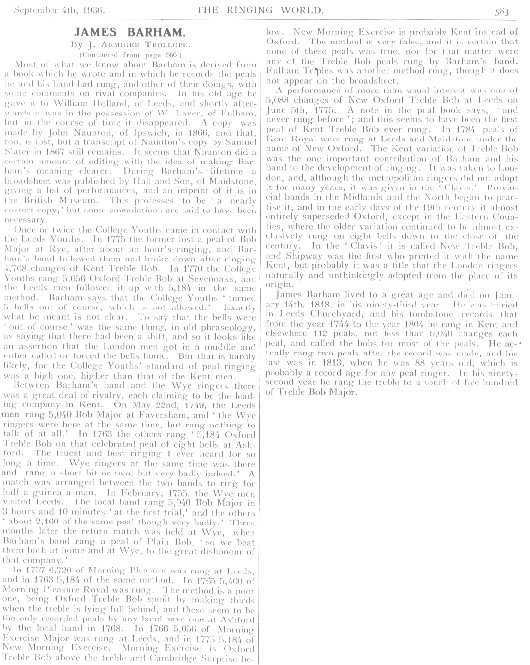 September 4th, 1936.
THE RINGING WORLD.
583
JAMES BARHAM.
By J. ARMIGER TROLLOPE.
(Continued from page 566.)
Most of what we know about Barham is derived from
a book which he wrote and in which he records the peals
he and his band had rung, and other of their doings, with
some comments on rival companies. In his old age he
gave it to William Holland, of Leeds, and shortly after-
wards it was in the possession of W. Laver, of Egham,
but in the course of time it disappeared. A copy was
made by John Naunton, of Ipswich, in 1866, and that,
too, is lost, but a transcript of Naunton's copy by Samuel
Slater in 1867 still remains. It seems that Naunton did a
certain amount of editing with the idea of making Bar-
ham's meaning clearer. During Barham's lifetime a
broadsheet was published by Hall and Son, of Maidstone,
giving a list of performances, and an imprint of it is in
the British Museum. This professes to be 'a nearly
correct copy,' but some emendations are said to have been
necessary.
Once or twice the College Youths came in contact with
the Leeds Youths. In 1775 the former lost a peal of Bob
Major at Rye, after about an hour's ringing, and Bar-
ham's band followed them and broke down after ringing
1,768 changes of Kent Treble Bob. In 1770 the College
Youths rang 5,056 Oxford Treble Bob at Sevenoaks, and
the Leeds men followed it up with 5,184 in the same
method. Barham says that the College Youths 'turned
5 bells out of course, which is not allowed.' Exactly
what he meant is not clear. To say that the bells were
'out of course' was the same thing, in old phraseology,
as saying that there had been a shift, and so it looks like
an assertion that the London men got in a muddle and
either called or forced the bells home. But that is hardly
likely, for the College Youths' standard of peal ringing
was a high one, higher than that of the Kent men.
Between Barham's band and the Wye ringers there
was a great deal of rivalry, each claiming to be the lead-
ing company in Kent. On May 22nd, the Leeds
men rang 5,040 Bob Major at Faversham, and 'the Wye
ringers were here at the same time, but rang nothing to
talk of at all.' In 1763 the others rang '5,184 Oxford
Treble Bob on that celebrated peal of eight bells at Ash-
ford. The truest and best ringing I ever heard for so
long a time. Wye ringers at the same time was there
and rang a short bit or two, but very badly indeed.' A
match was arranged between the two bands to ring for
half a guinea a man. In February, 1755, the Wye men
visited Leeds. The local band rang 5,040 Bob Major in
3 hours and 10 minutes 'at the first trial,' and the others
'about 2,160 of the same peal though very badly.' Three
months later the return match was held at Wye, when
Barham's band rang a peal of Plain Bob, 'so we beat
them both at home and at Wye, to the great dishonour of
that company.'
In 1757 6,720 of Morning Pleasure was rung at Leeds,
and in 1763 5,184 of the same method. In 1765 5,400 of
Morning Pleasure Royal was rung. The method is a poor
one, being Oxford Treble Bob spoilt by making thirds
when the treble is lying full behind, and these seem to be
the only recorded peals by any band save one at Ashford
by the local band in 1768. In 1766 5,056 of Morning
Exercise Major was rung at Leeds, and in 1775 5,184 of
New Morning Exercise. Morning Exercise is Oxford
Treble Bob above the treble and Cambridge Surprise be-
low. New Morning Exercise is probably Kent instead of
Oxford. The method is very false, and it is certain that
none of these peals was true, nor for that matter were
any of the Treble Bob peals rung by Barham's band.
Fulham Trebles was another method rung, though it does
not appear on the broadsheet.
A performance of more than usual interest was one of
5,088 changes of New Oxford Treble Bob at Leeds on
June 5th, 177 . A note in the peal book says, 'and
never rung before'; and this seems to have been the first
peal of Kent Treble Bob ever rung. In 1784 peals of
Kent Royal were rung at Leeds and Maidstone under the
name of New Oxford. The Kent variation of Treble Bob
was the one important contribution of Barham and his
band to the development of ringing. It was taken to Lon-
don, and, although the metropolitan ringers did not adopt
it for many years, it was given in the 'Clavis.' Provin-
cial bands in the Midlands and the North began to prac-
tise it, and in the early days of the 19th century it almost
entirely superseded Oxford, except in the Eastern Coun-
ties, where the older variation continued to be almost ex-
clusively rung on eight bells down to the close of the
century. In the 'Clavis' it is called New Treble Bob,
and Shipway was the first who printed it with the name
Kent, but probably it was a title that the London ringers
naturally and unthinkingly adopted from the place of its
origin.
James Barham lived to a great age and died on Janu-
ary 14th, 1818, in his ninety-third year. He was buried
in Leeds Churchyard, and his tombstone records that
from the year 1744 to the year 1804 he rang in Kent and
elsewhere 112 peals, not less than 5,040 changes each
peal, and called the bobs for most of the peals. He ac-
tually rang two peals after the record was made, and his
last was in 1813, when he was 88 years old, which is
probably a record age for any peal ringer. In his ninety-
second year he rang the treble to a touch of five hundred
of Treble Bob Major.